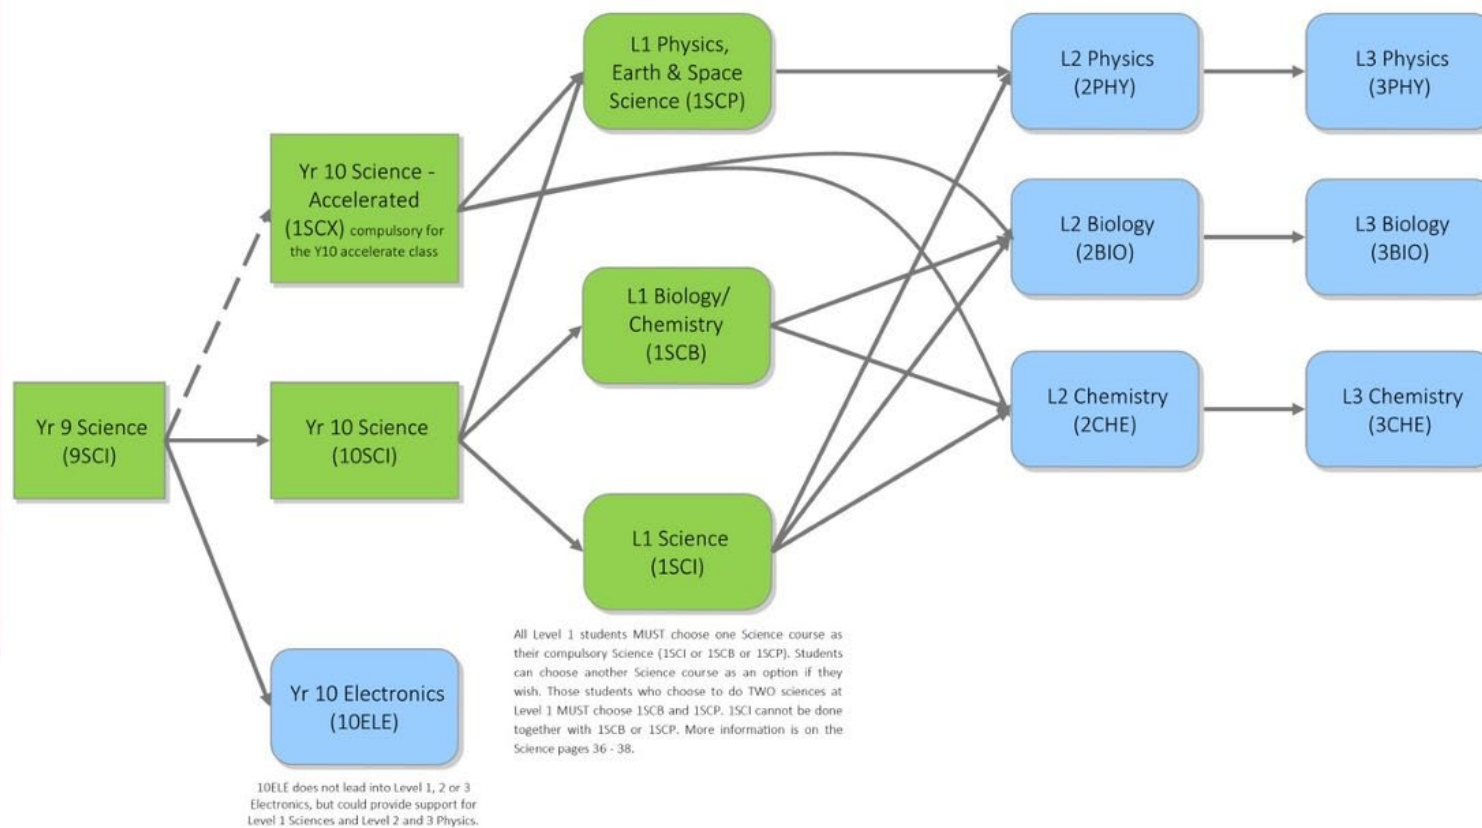 L1 Physics,
Earth & Space
Science (1SCP)
L2 Physics
(2PHY)
L3 Physics
(3PHY)
Yr 10 Science -
Accelerated
(1SCX) compulsory for
the Y10 accelerate class
L2 Biology
(2BIO)
L3 Biology
(3BIO)
L1 Biology/
Chemistry
(1SCB)
L2 Chemistry
(2CHE)
L3 Chemistry
(3CHE)
Yr 9 Science
(9SCI)
Yr 10 Science
(10SCI)
L1 Science
(1SCI)
All Level 1 students MUST choose one Science course as
their compulsory Science (1SCI or 1SCB or 1SCP). Students
can choose another Science course as an option if they
wish. Those students who choose to do TWO sciences at
Level 1 MUST choose 1SCB and 1SCP. 1SCI cannot be done
together with 1SCB or 1SCP. More information is on the
Science pages 36 - 38.
Yr 10 Electronics
(10ELE)
10ELE does not lead into Level 1, 2 or 3
Electronics, but could provide support for
Level 1 Sciences and Level 2 and 3 Physics.